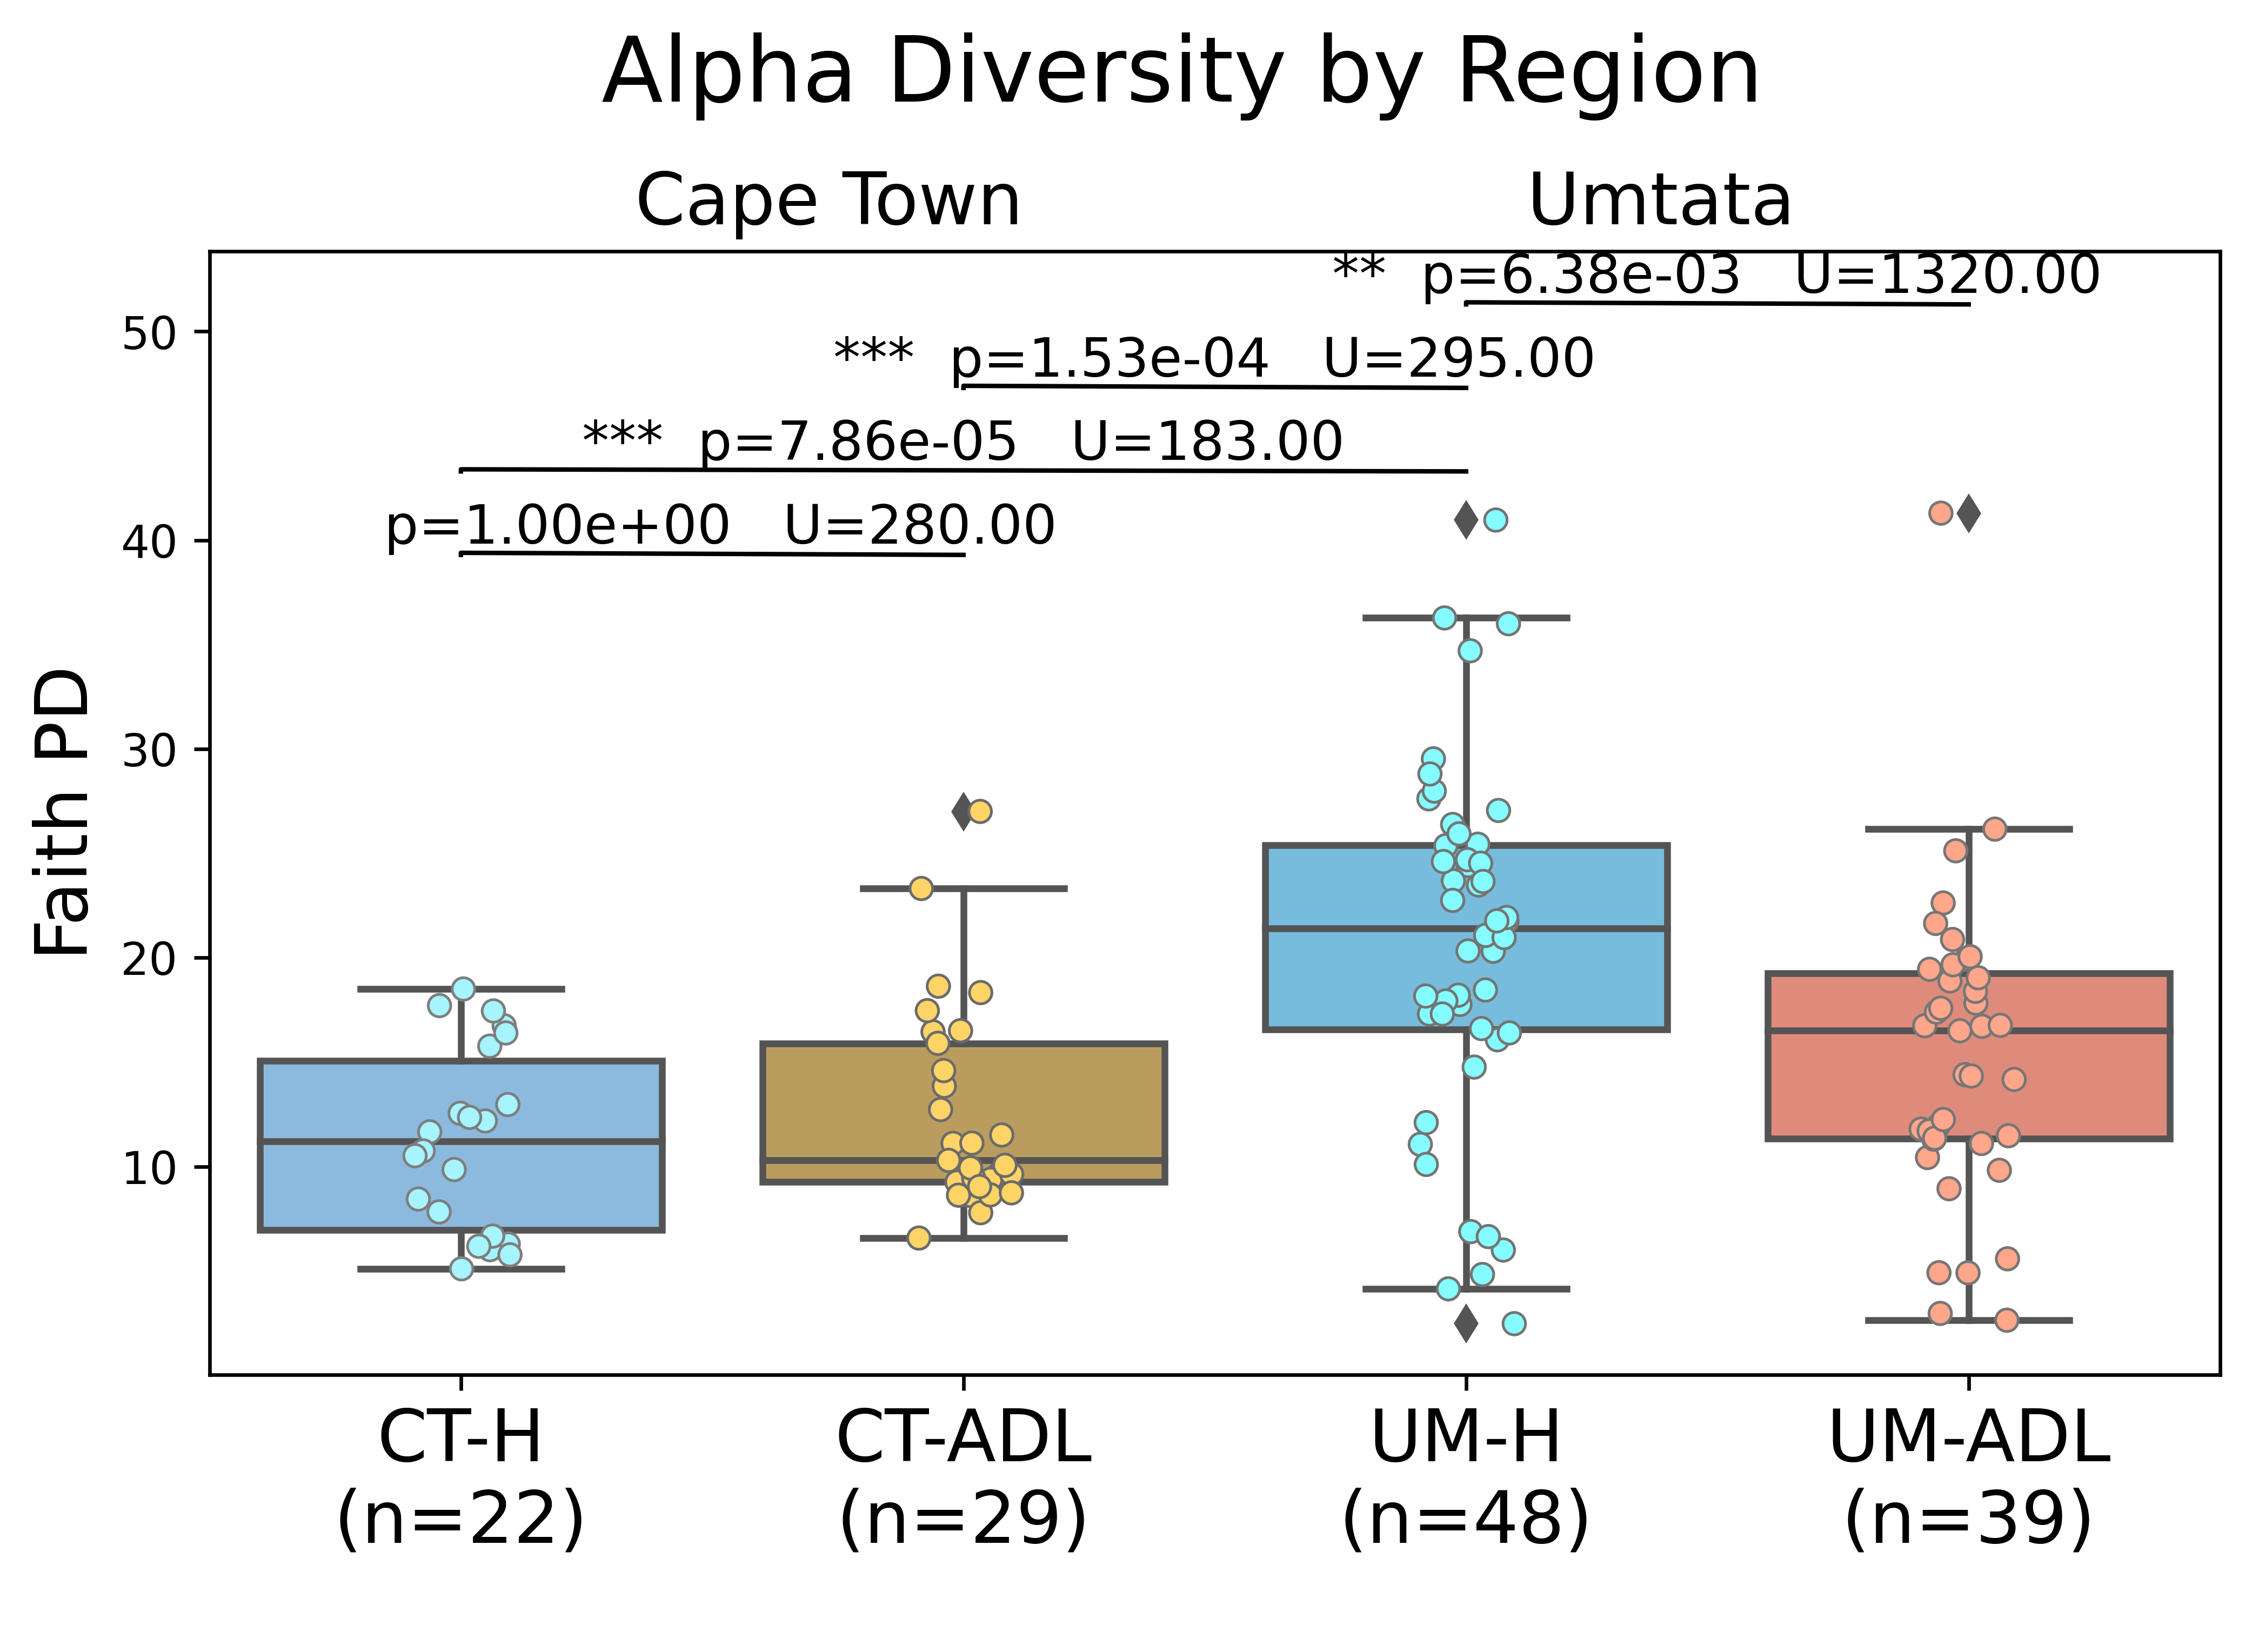 Alpha Diversity by Region
Cape Town Umtata
** p=6.38e-03 U=1320.00
*** p=1.53e-04 U=295.00
*** p=7.86e-05 U=183.00
p=1.00e+00 U=280.00
Faith PD
50
40
30
20
10
CT-H CT-ADL UM-H UM-ADL
(n=22) (n=29) (n=48) (n=39)